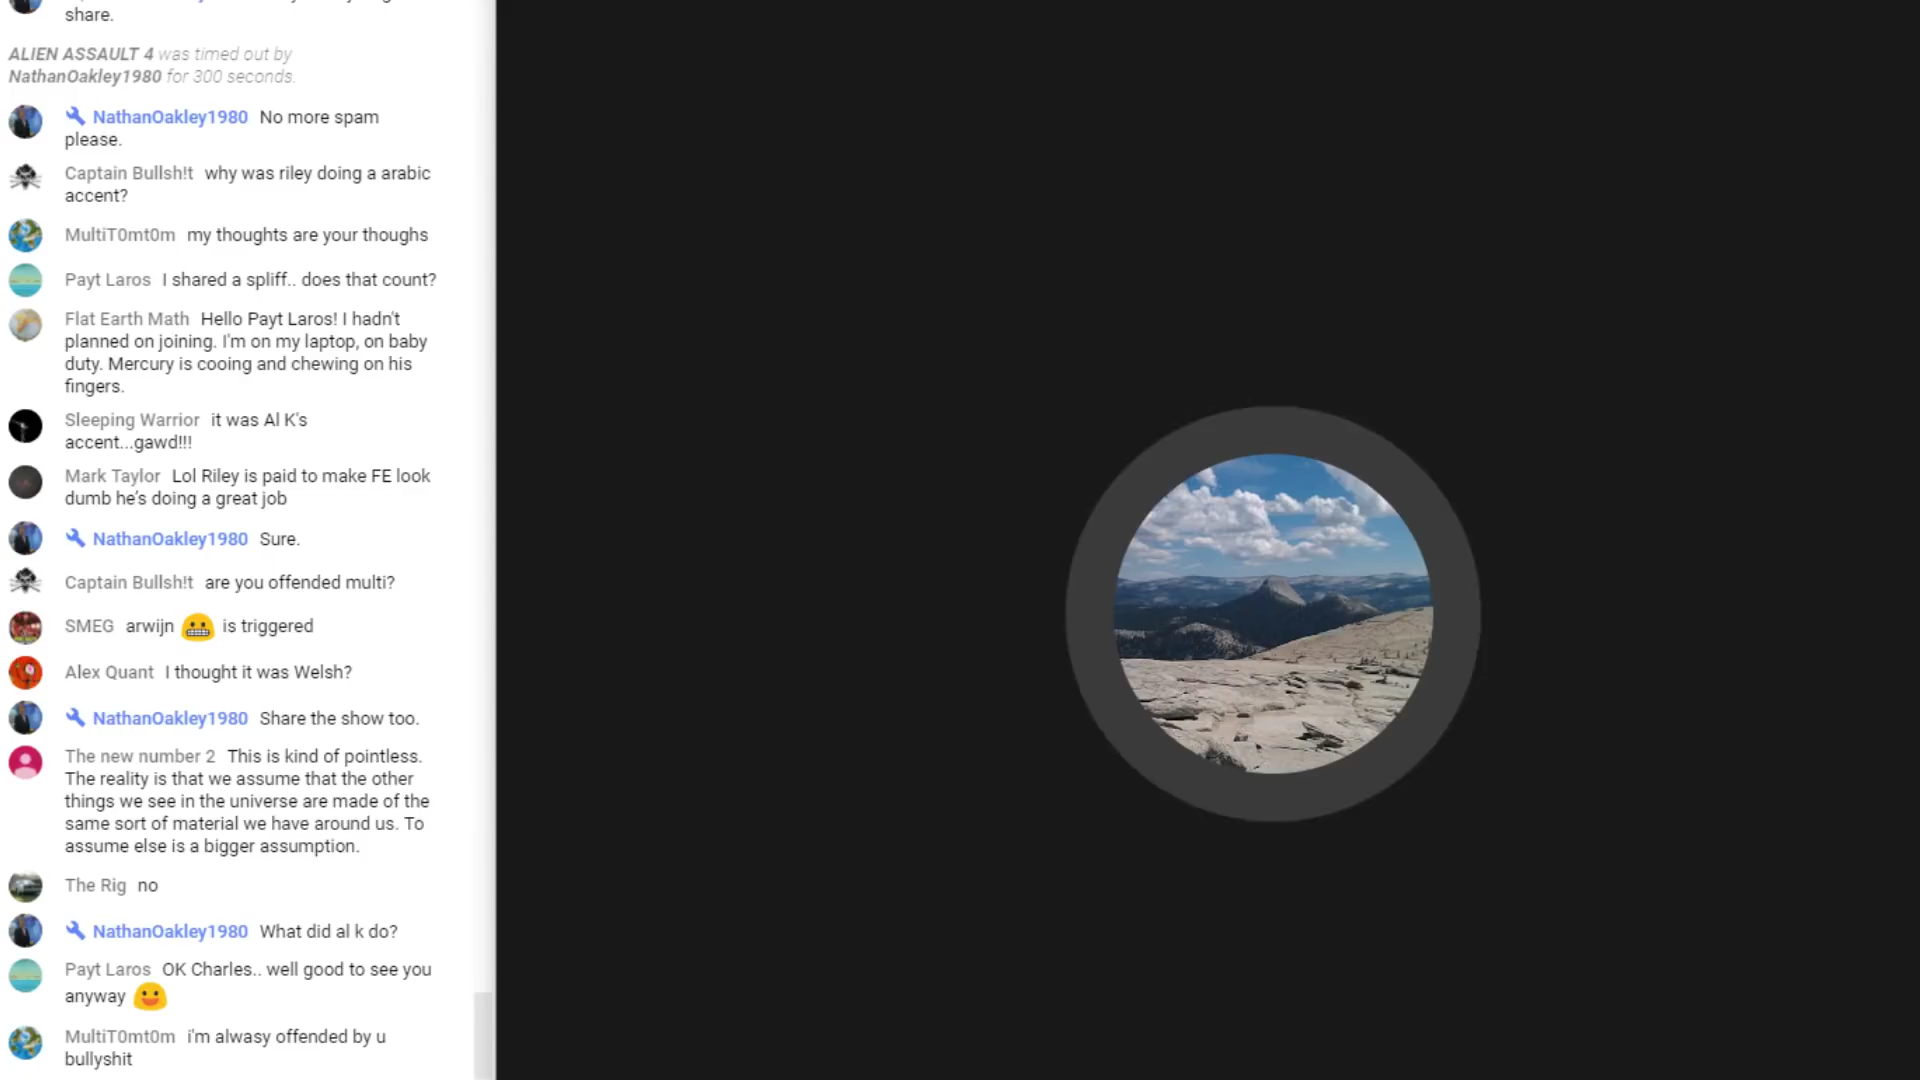 share.
ALIEN ASSAULT 4 was timed out by
NathanOakley1980 for 300 seconds.
NathanOakley1980 No more spam
please.
Captain Bullsh!t why was riley doing a arabic
accent?
MultiT0mt0m my thoughts are your thoughs
Payt Laros I shared a spliff.. does that count?
Flat Earth Math Hello Payt Laros! I hadn't
planned on joining. I'm on my laptop, on baby
duty. Mercury is cooing and chewing on his
fingers.
Sleeping Warrior it was Al K's
accent...gawd!!!
Mark Taylor Lol Riley is paid to make FE look
dumb he's doing a great job
NathanOakley1980 Sure.
Captain Bullsh!t are you offended multi?
SMEG arwijn 😬 is triggered
Alex Quant I thought it was Welsh?
NathanOakley1980 Share the show too.
The new number 2 This is kind of pointless.
The reality is that we assume that the other
things we see in the universe are made of the
same sort of material we have around us. To
assume else is a bigger assumption.
The Rig no
NathanOakley1980 What did al k do?
Payt Laros OK Charles.. well good to see you
anyway 😃
MultiT0mt0m i'm alwasy offended by u
bullyshit